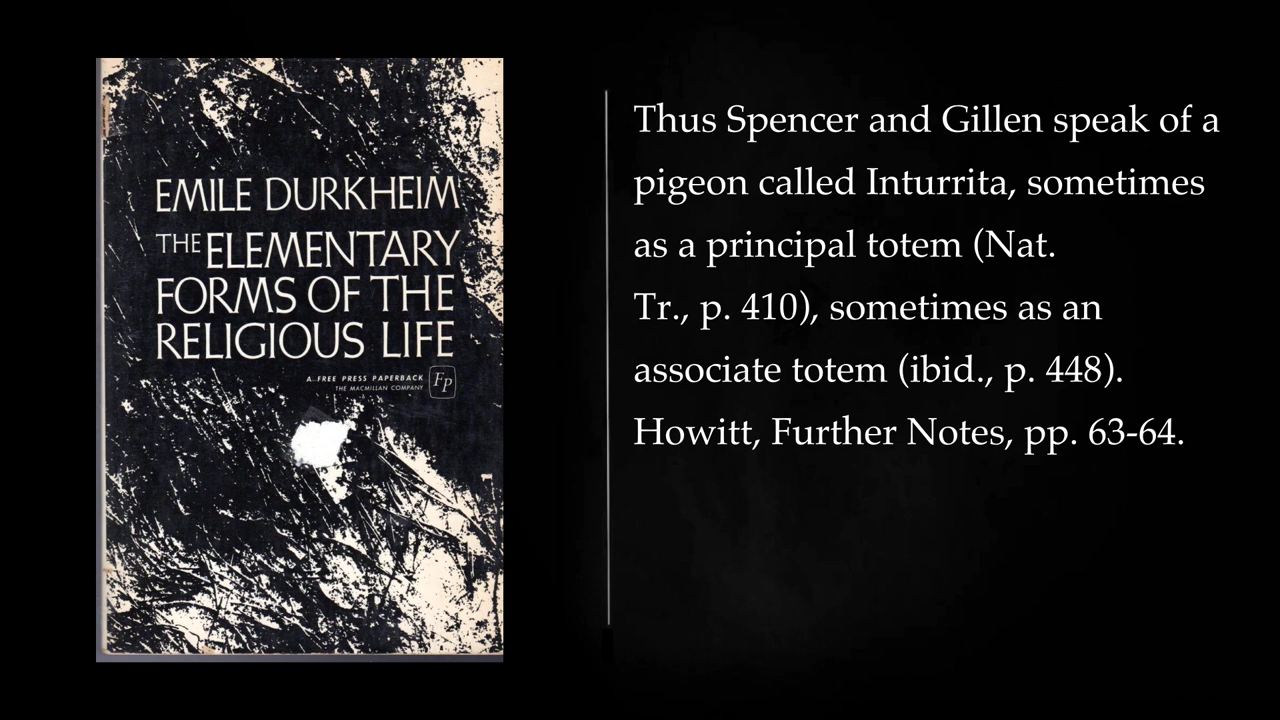 EMILE DURKHEIM
THE ELEMENTARY
FORMS OF THE
RELIGIOUS LIFE
A FREE PRESS PAPERBACK
THE MACMILLAN COMPANY
Fp
Thus Spencer and Gillen speak of a
pigeon called Inturrita, sometimes
as a principal totem (Nat.
Tr., p. 410), sometimes as an
associate totem (ibid., p. 448).
Howitt, Further Notes, pp. 63-64.